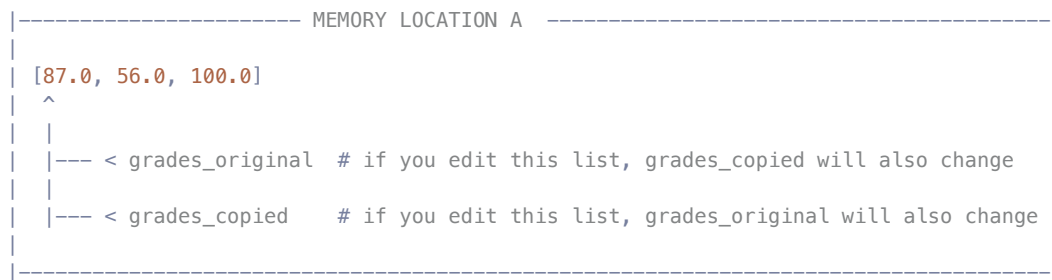 |----------------------- MEMORY LOCATION A -----------------------------------------
|
| [87.0, 56.0, 100.0]
|  ^
|  |
|  |--- < grades_original  # if you edit this list, grades_copied will also change
|  |
|  |--- < grades_copied    # if you edit this list, grades_original will also change
|
|------------------------------------------------------------------------------------